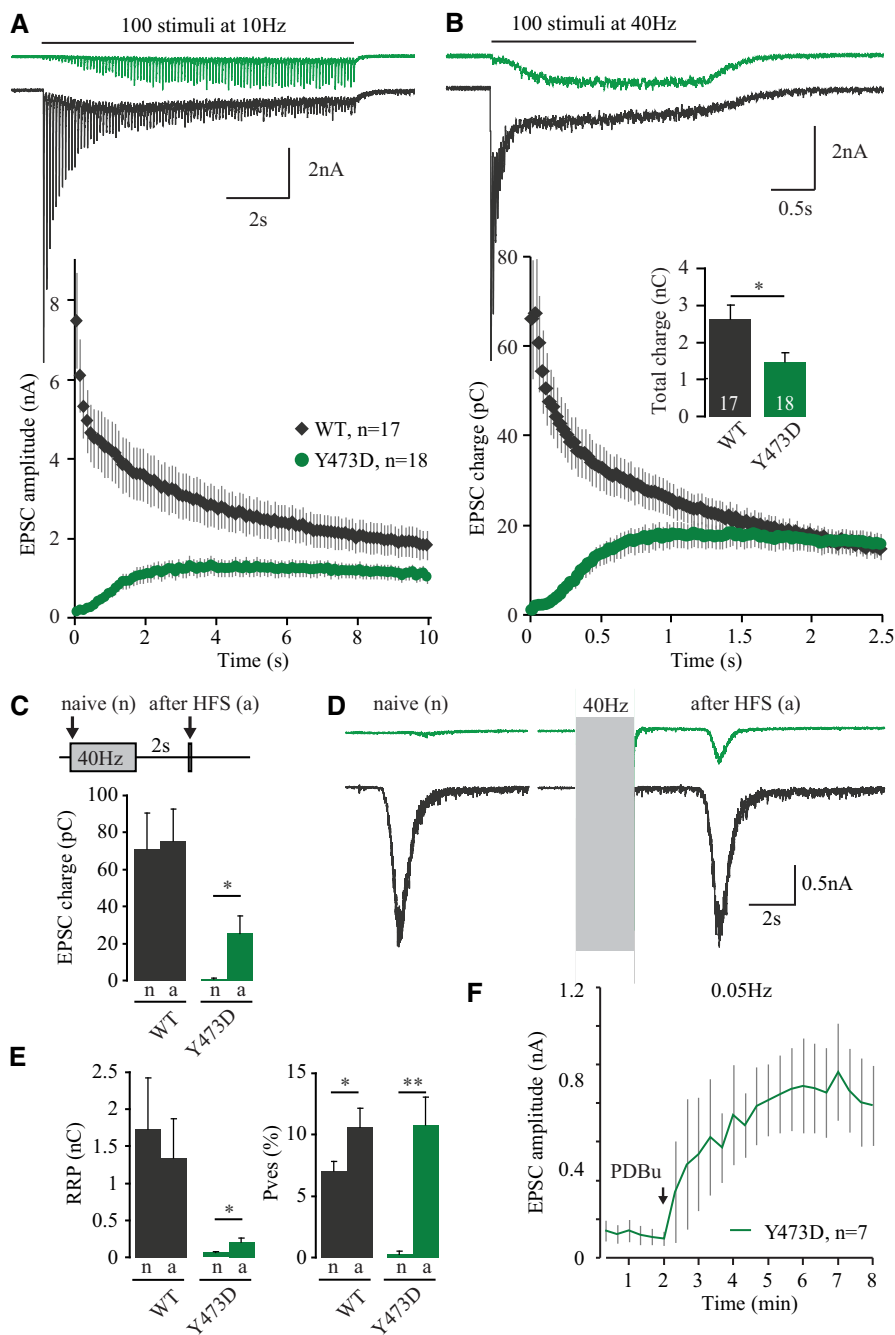 A
100 stimuli at 10Hz
2nA
2s
8
6
4
2
0
EPSC amplitude (nA)
WT, n=17
Y473D, n=18
0 2 4 6 8 10
Time (s)
B
100 stimuli at 40Hz
2nA
0.5s
80
60
40
20
0
EPSC charge (pC)
0 0.5 1 1.5 2 2.5
Time (s)
4
3
2
1
0
Total charge (nC)
*
17 18
WT Y473D
C
naive (n) after HFS (a)
2s
40Hz
100
80
60
40
20
0
EPSC charge (pC)
*
n a n a
WT Y473D
D
naive (n) 40Hz after HFS (a)
0.5nA
2s
E
2.5
2
1.5
1
0.5
0
RRP (nC)
*
n a n a
WT Y473D
15
10
5
0
Pves (%)
* **
n a n a
WT Y473D
F
0.05Hz
1.2
0.8
0.4
0
EPSC amplitude (nA)
PDBu
Y473D, n=7
1 2 3 4 5 6 7 8
Time (min)